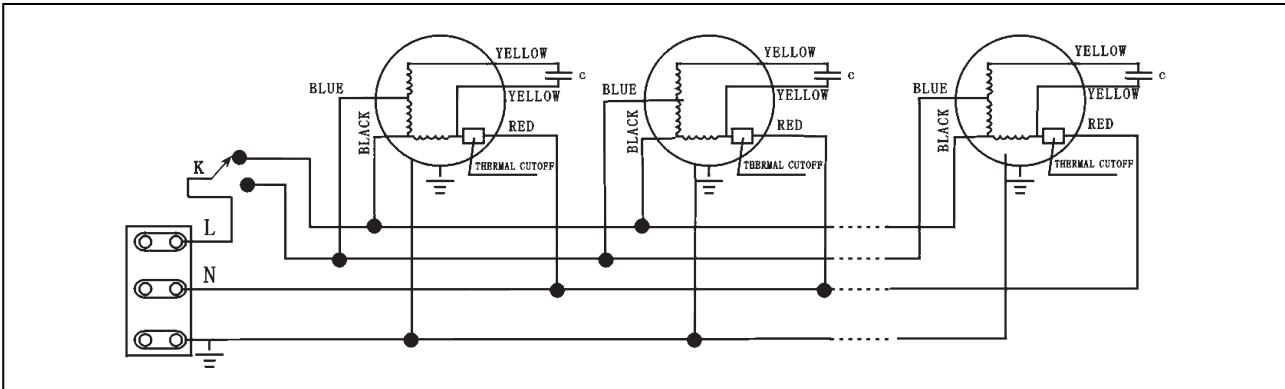 YELLOW
C
BLUE
YELLOW
BLACK
RED
THERMAL CUTOFF
YELLOW
C
BLUE
YELLOW
BLACK
RED
THERMAL CUTOFF
YELLOW
C
BLUE
YELLOW
BLACK
RED
THERMAL CUTOFF
K
L
N